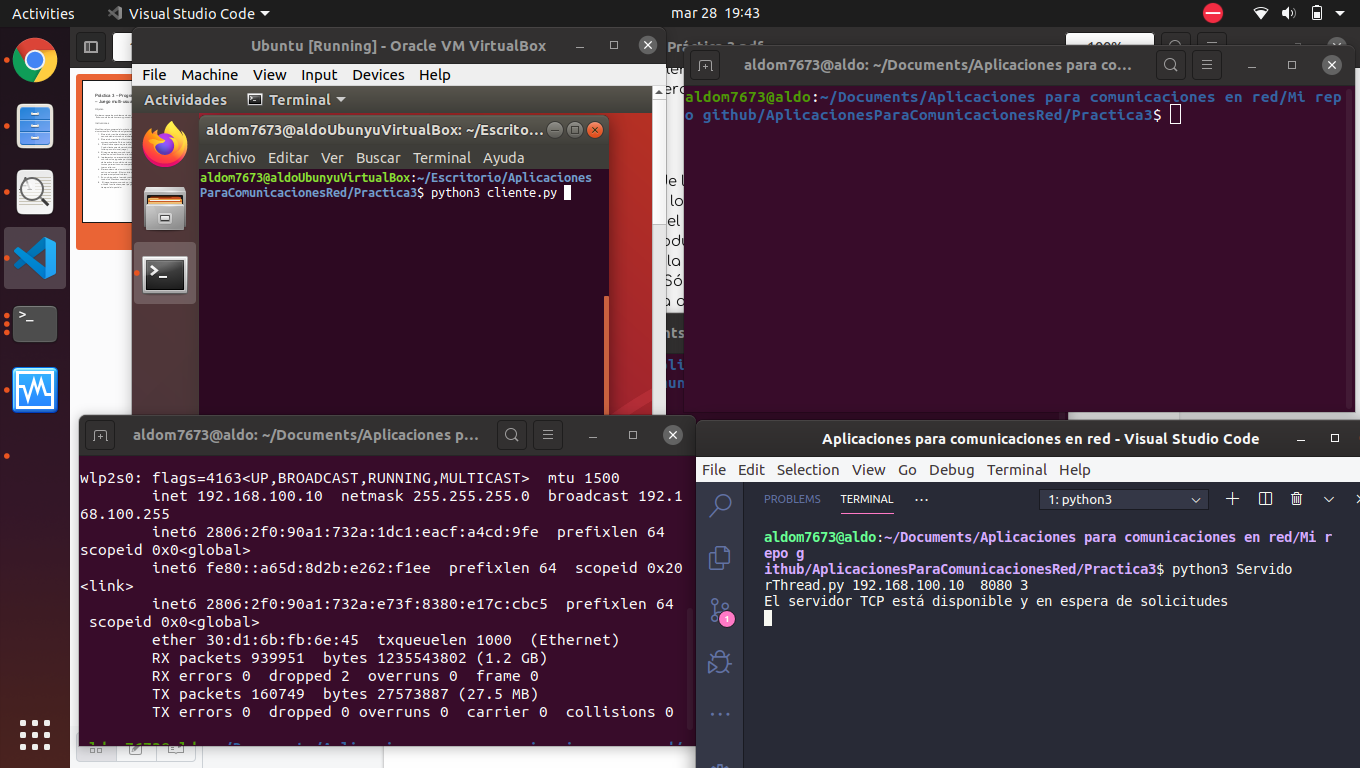 Activities
Visual Studio Code
mar 28 19:43
Ubuntu [Running] - Oracle VM VirtualBox
File Machine View Input Devices Help
Actividades
Terminal
aldom7673@aldoUbunyuVirtualBox: ~/Escrito...
Archivo Editar Ver Buscar Terminal Ayuda
aldom7673@aldoUbunyuVirtualBox:~/Escritorio/Aplicaciones
ParaComunicacionesRed/Practica3$ python3 cliente.py
aldom7673@aldo: ~/Documents/Aplicaciones para co...
aldom7673@aldo:~/Documents/Aplicaciones para comunicaciones en red/Mi rep
o github/AplicacionesParaComunicacionesRed/Practica3$
aldom7673@aldo: ~/Documents/Aplicaciones p...
wlp2s0: flags=4163<UP,BROADCAST,RUNNING,MULTICAST>  mtu 1500
inet 192.168.100.10  netmask 255.255.255.0  broadcast 192.1
68.100.255
inet6 2806:2f0:90a1:732a:1dc1:eacf:a4cd:9fe  prefixlen 64
scopeid 0x0<global>
inet6 fe80::a65d:8d2b:e262:f1ee  prefixlen 64  scopeid 0x20
<link>
inet6 2806:2f0:90a1:732a:e73f:8380:e17c:cbc5  prefixlen 64
scopeid 0x0<global>
ether 30:d1:6b:fb:6e:45  txqueuelen 1000  (Ethernet)
RX packets 939951  bytes 1235543802 (1.2 GB)
RX errors 0  dropped 2  overruns 0  frame 0
TX packets 160749  bytes 27573887 (27.5 MB)
TX errors 0  dropped 0 overruns 0  carrier 0  collisions 0
Aplicaciones para comunicaciones en red - Visual Studio Code
File Edit Selection View Go Debug Terminal Help
PROBLEMS TERMINAL ...
1: python3
aldom7673@aldo:~/Documents/Aplicaciones para comunicaciones en red/Mi r
epo g
ithub/AplicacionesParaComunicacionesRed/Practica3$ python3 Servido
rThread.py 192.168.100.10  8080 3
El servidor TCP está disponible y en espera de solicitudes
1